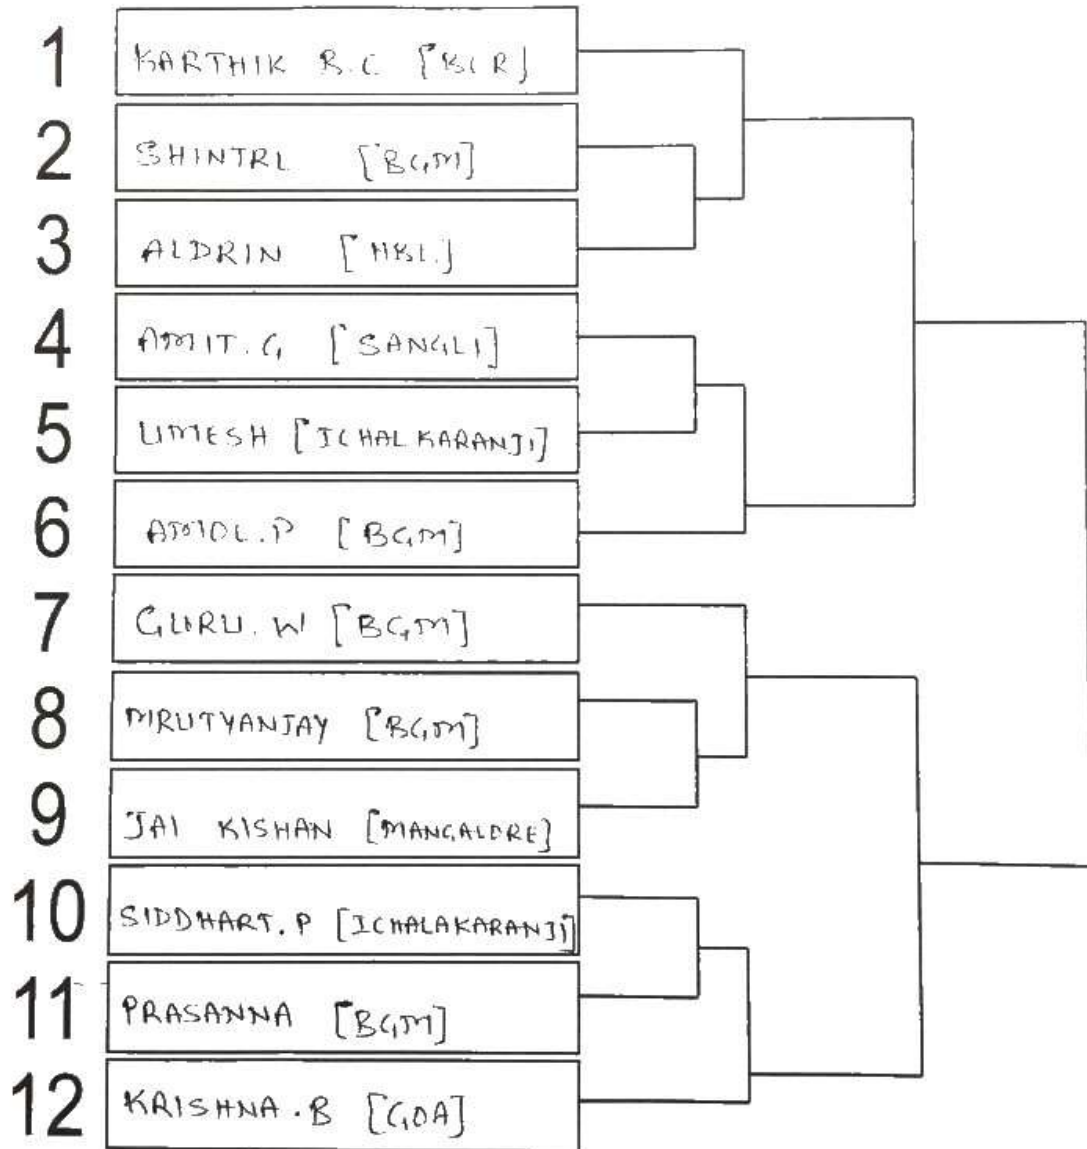 1 KARTHIK R.C [BLR]
2 SHINTRE [BGM]
3 ALDRIN [HBL.]
4 AMIT.G [SANGLI]
5 UMESH [ICHALKARANJI]
6 AMOL.P [BGM]
7 GURU.W [BGM]
8 MRUTYANJAY [BGM]
9 JAI KISHAN [MANGALORE]
10 SIDDHART.P [ICHALAKARANJI]
11 PRASANNA [BGM]
12 KRISHNA.B [GOA]